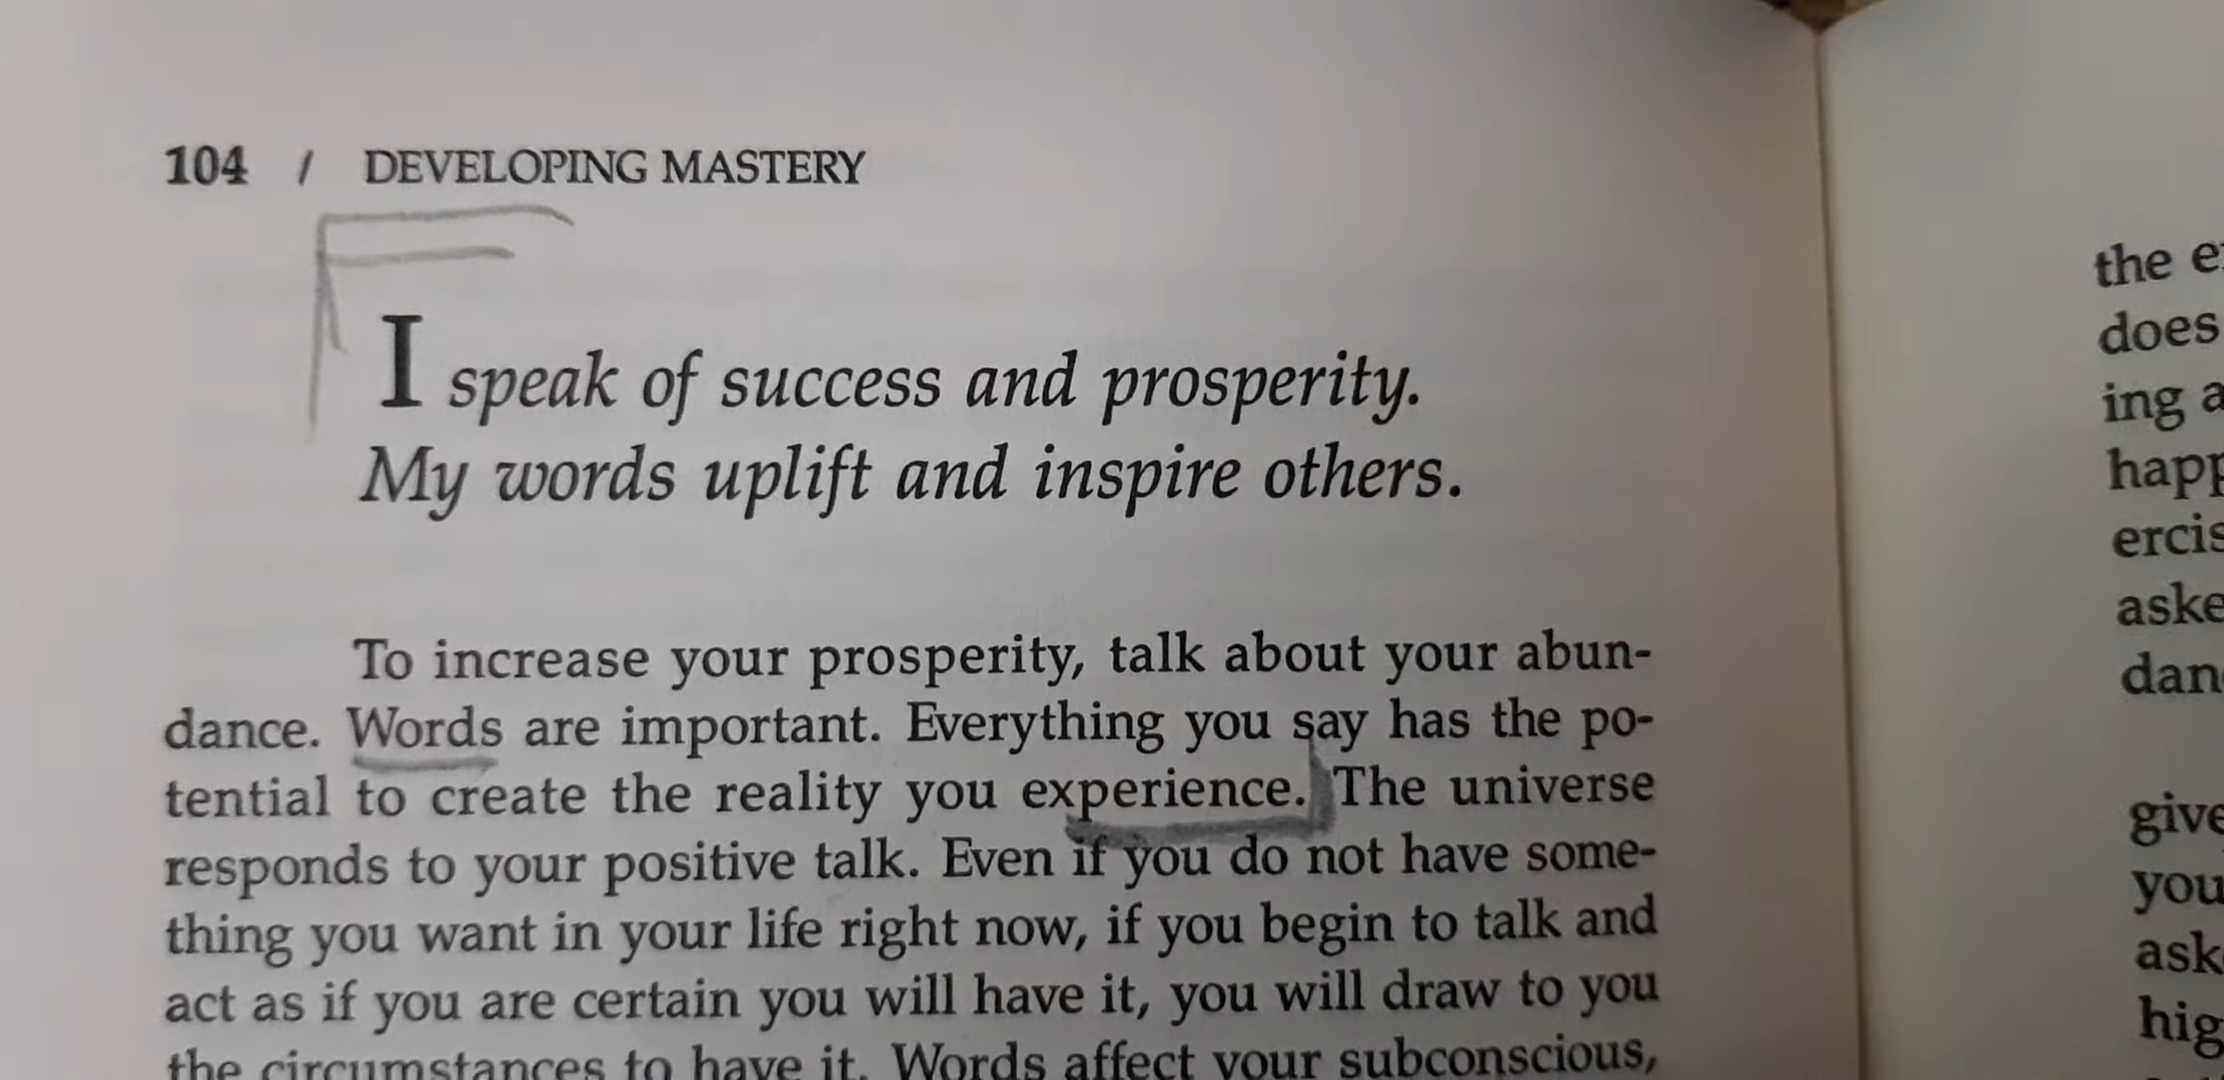 104 / DEVELOPING MASTERY
I speak of success and prosperity.
My words uplift and inspire others.
To increase your prosperity, talk about your abun-
dance. Words are important. Everything you say has the po-
tential to create the reality you experience. The universe
responds to your positive talk. Even if you do not have some-
thing you want in your life right now, if you begin to talk and
act as if you are certain you will have it, you will draw to you
the circumstances to have it. Words affect your subconscious,
the
does
ing
give
you